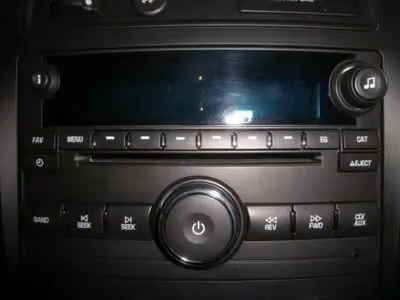 i
FAV MENU EQ CAT
EJECT
BAND SEEK SEEK REV FWD CD/
AUX